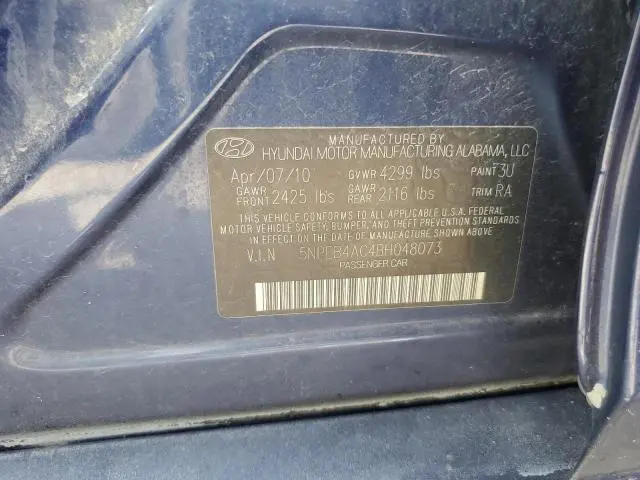 MANUFACTURED BY
HYUNDAI MOTOR MANUFACTURING ALABAMA, LLC
Apr/07/10 GVWR 4299 lbs PAINT 3U
GAWR FRONT 2425 lbs GAWR REAR 2116 lbs TRIM RA
THIS VEHICLE CONFORMS TO ALL APPLICABLE U.S.A. FEDERAL
MOTOR VEHICLE SAFETY, BUMPER, AND THEFT PREVENTION
STANDARDS IN EFFECT ON THE DATE OF MANUFACTURE SHOWN ABOVE.
V.I.N 5NPEB4AC4BH048073
PASSENGER CAR